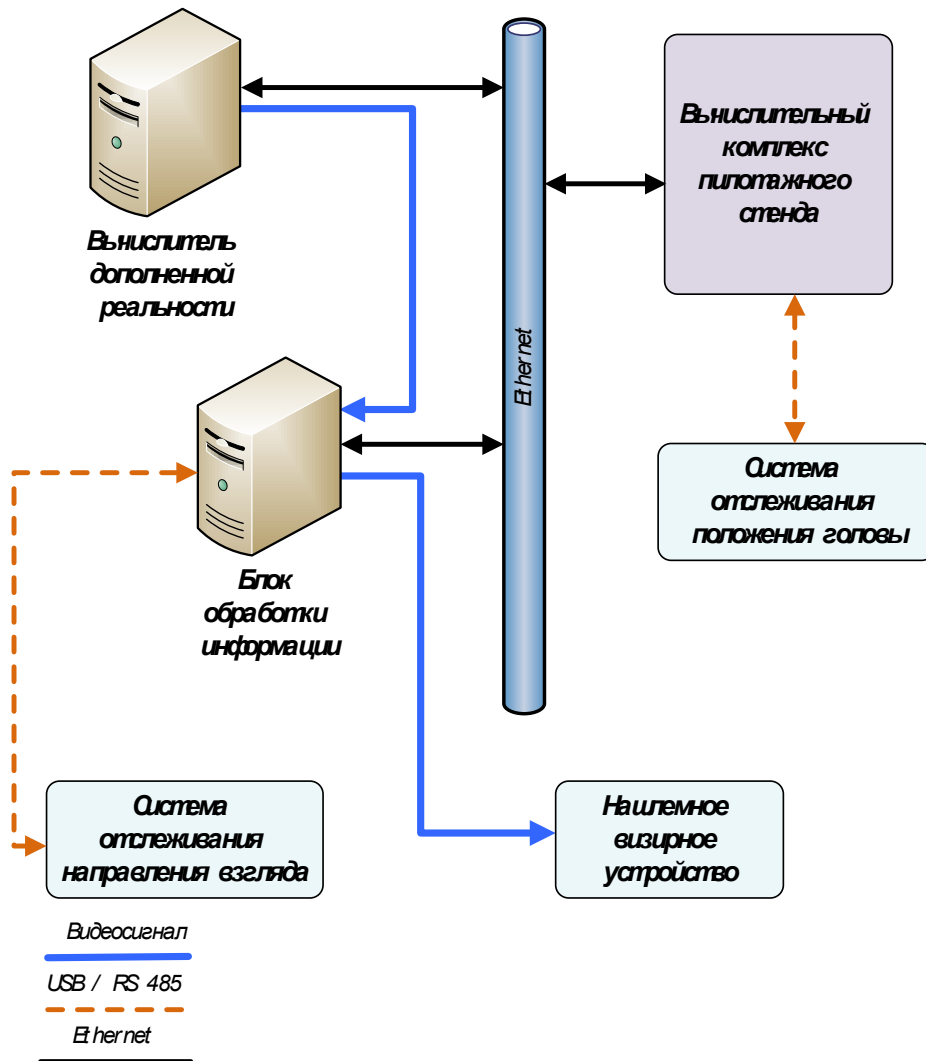 Вычислительный
комплекс
пилотажного
стенда
Вычислитель
дополненной
реальности
Ethernet
Система
отслеживания
положения головы
Блок
обработки
информации
Система
отслеживания
направления взгляда
Нашлемное
визирное
устройство
Видеосигнал
USB / RS 485
Ethernet